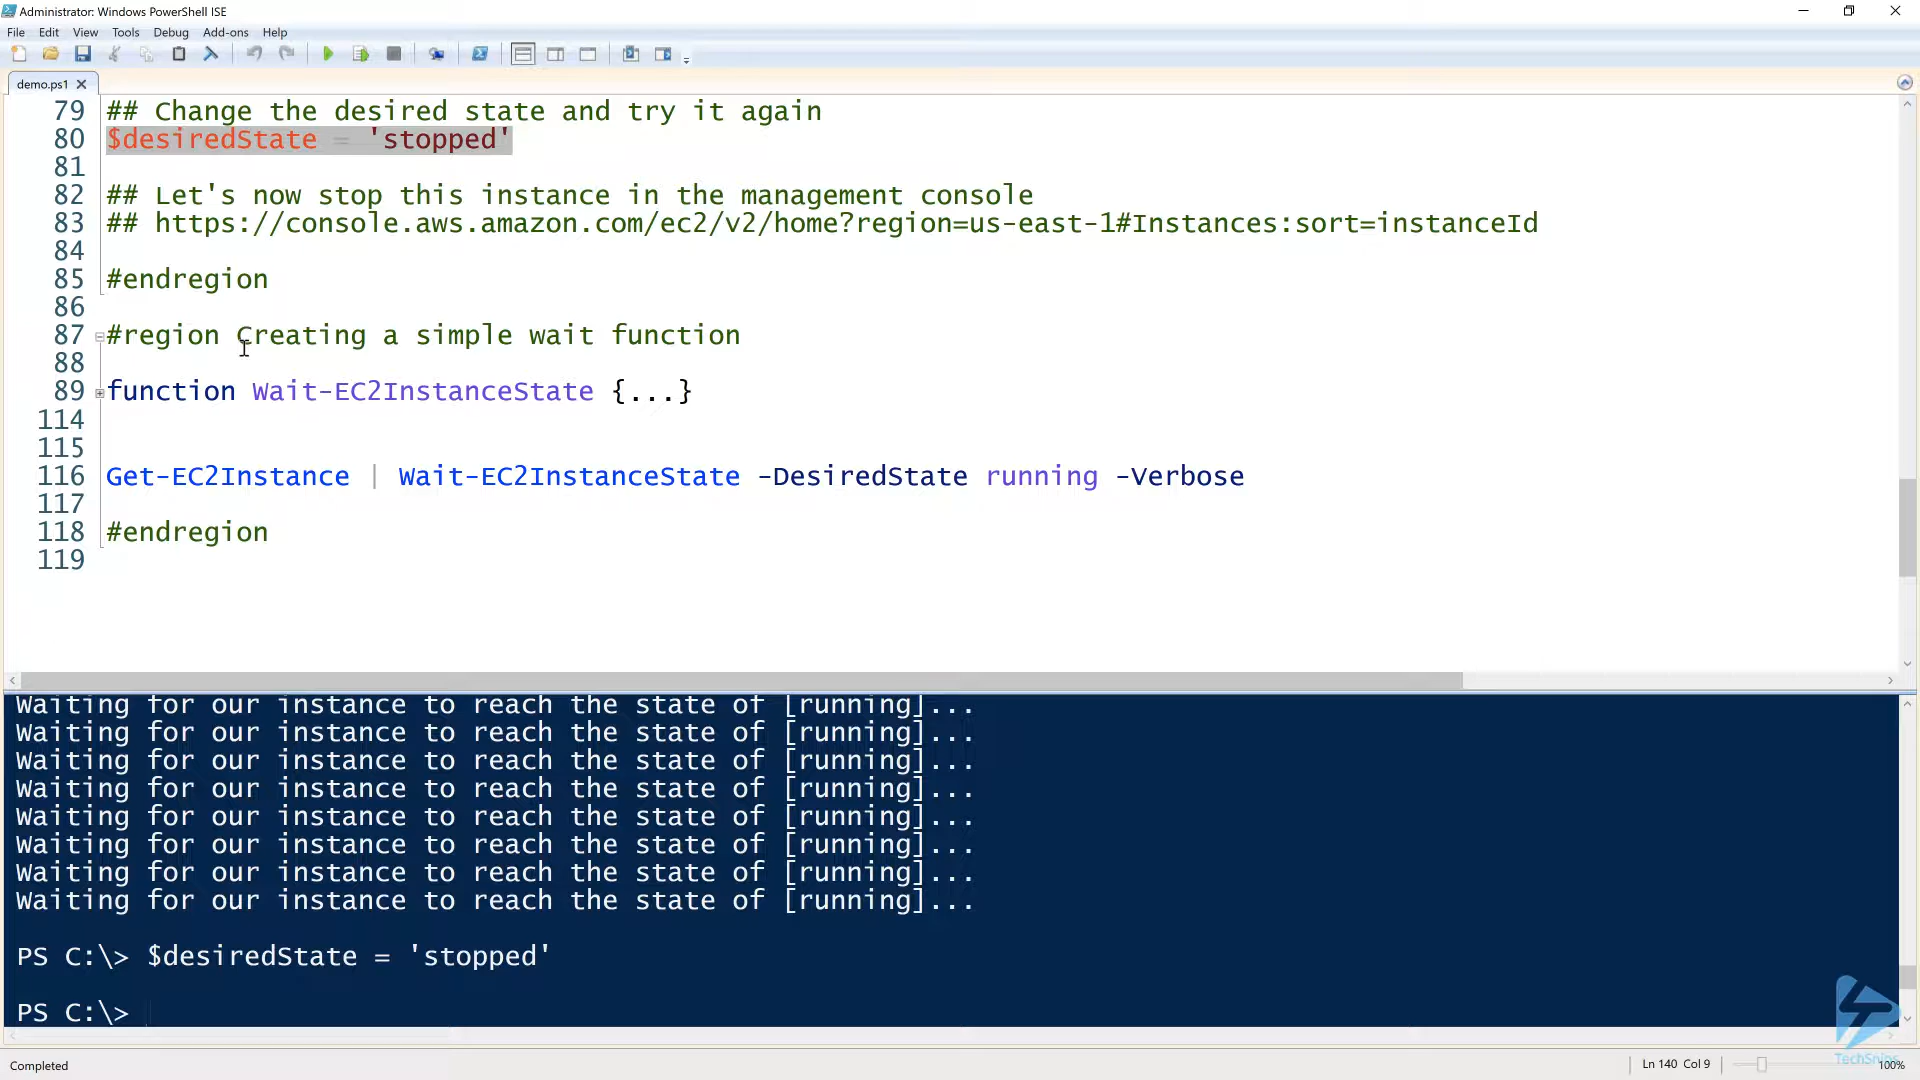 Administrator: Windows PowerShell ISE
File Edit View Tools Debug Add-ons Help
demo.ps1
79 ## Change the desired state and try it again
80 $desiredState = 'stopped'
81
82 ## Let's now stop this instance in the management console
83 ## https://console.aws.amazon.com/ec2/v2/home?region=us-east-1#Instances:sort=instanceId
84
85 #endregion
86
87 #region Creating a simple wait function
88
89 function Wait-EC2InstanceState {...}
114
115
116 Get-EC2Instance | Wait-EC2InstanceState -DesiredState running -Verbose
117
118 #endregion
119
Waiting for our instance to reach the state of [running]...
Waiting for our instance to reach the state of [running]...
Waiting for our instance to reach the state of [running]...
Waiting for our instance to reach the state of [running]...
Waiting for our instance to reach the state of [running]...
Waiting for our instance to reach the state of [running]...
Waiting for our instance to reach the state of [running]...
Waiting for our instance to reach the state of [running]...
PS C:\> $desiredState = 'stopped'
PS C:\>
TechSnips
Completed
Ln 140 Col 9
100%